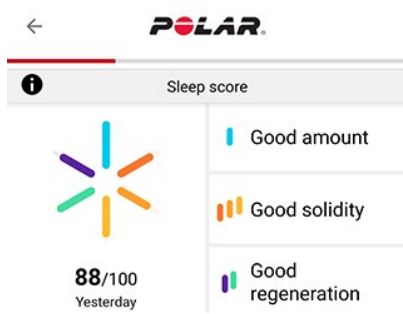 POLAR.
Sleep score
Good amount
Good solidity
Good
regeneration
88/100
Yesterday